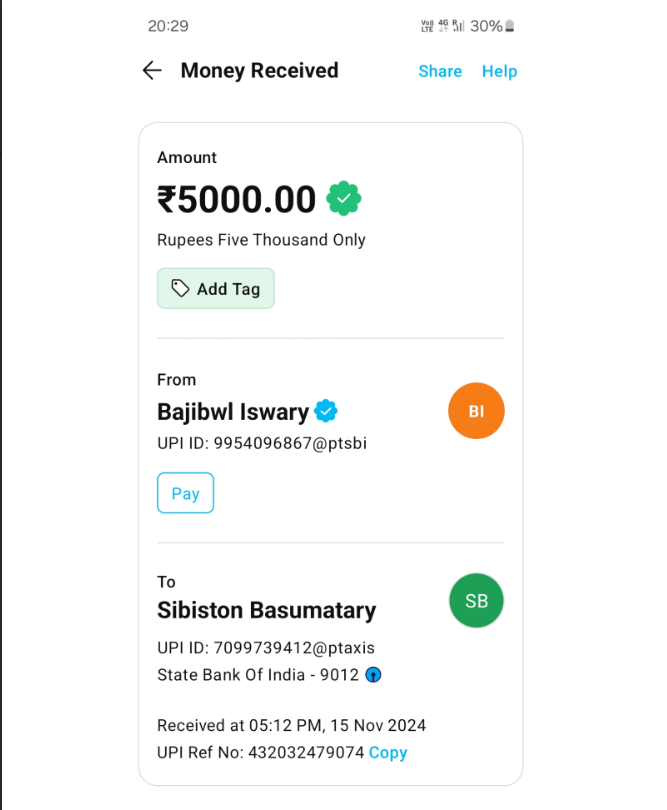 20:29
Vo)) LTE 4G R 30%
Money Received
Share Help
Amount
₹5000.00
Rupees Five Thousand Only
Add Tag
From
Bajibwl Iswary
BI
UPI ID: 9954096867@ptsbi
Pay
To
Sibiston Basumatary
SB
UPI ID: 7099739412@ptaxis
State Bank Of India - 9012
Received at 05:12 PM, 15 Nov 2024
UPI Ref No: 432032479074 Copy